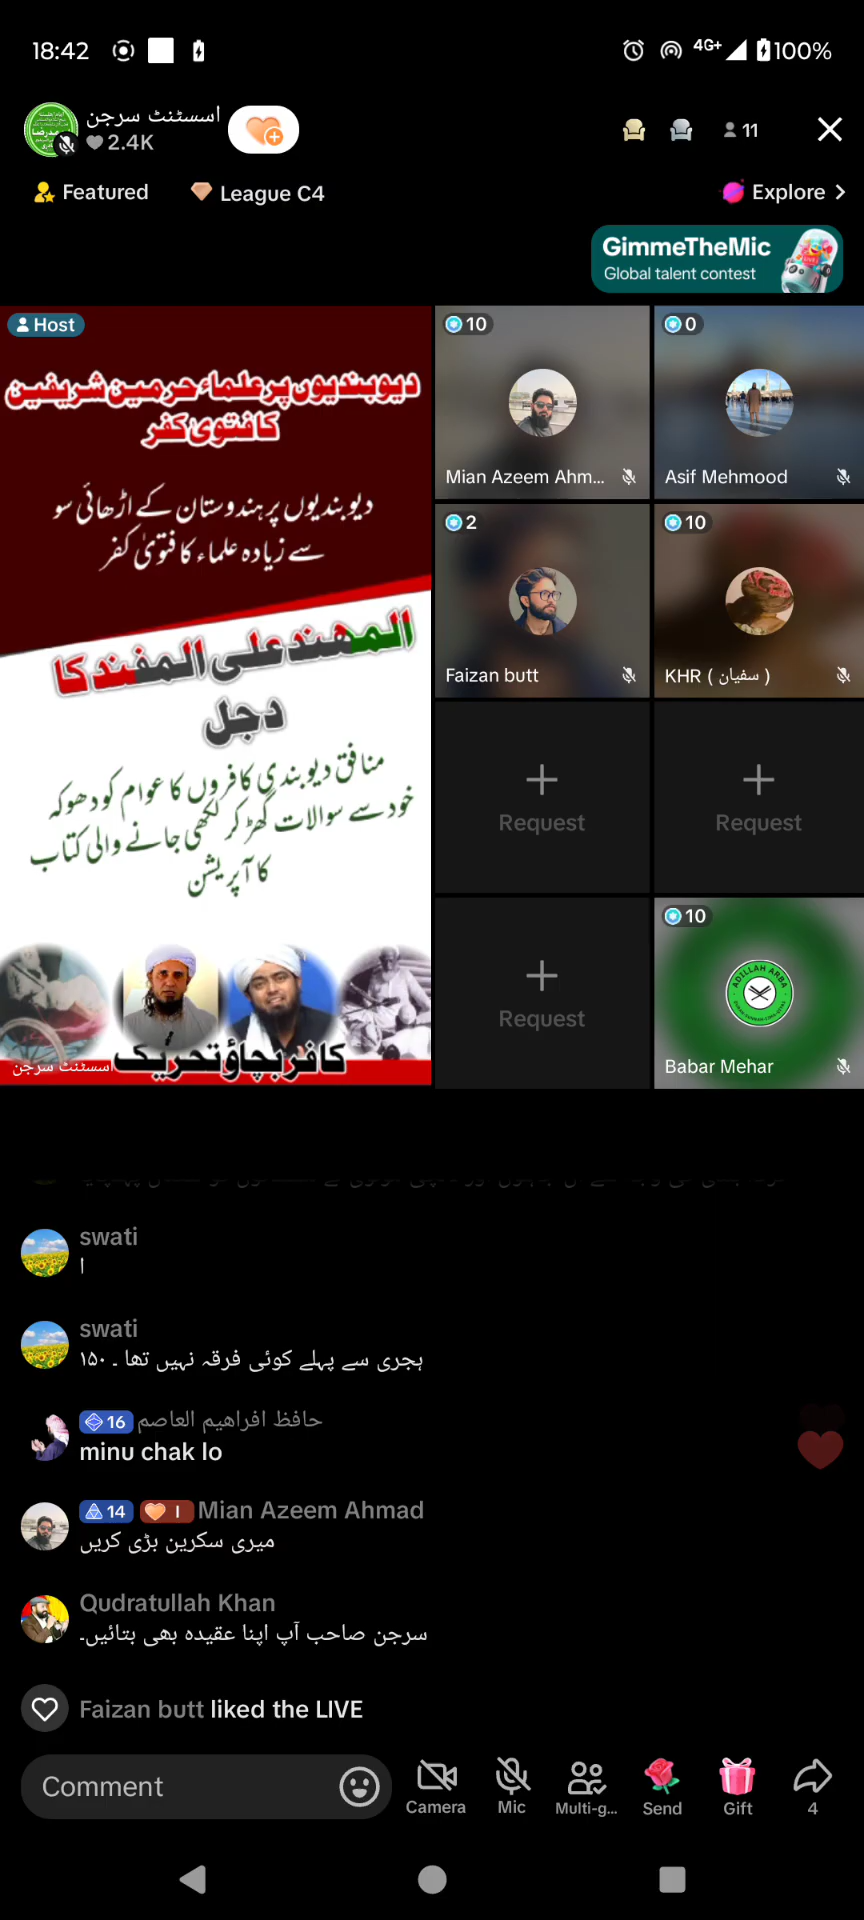 18:42
4G+
100%
اسسٹنٹ سرجن
2.4K
11
Featured
League C4
Explore
GimmeTheMic
Global talent contest
Host
دیوبندیوں پر علماء حرمین شریفین
کا فتویٰ کفر
دیوبندیوں پر ہندوستان کے اڑھائی سو
سے زیادہ علماء کا فتویٰ کفر
المهند علی المفند کا
دجل
منافق دیوبندی کافروں کا عوام کو دھوکہ
خود سے سوالات گھڑ کر لکھی جانے والی کتاب
کا آپریشن
کافر بچاؤ تحریک
اسسٹنٹ سرجن
10
Mian Azeem Ahm...
0
Asif Mehmood
2
Faizan butt
10
KHR ( سفیان )
Request
Request
Request
10
ADILLAH ARBA
Babar Mehar
swati
ا
swati
ہجری سے پہلے کوئی فرقہ نہیں تھا ۔ ۱۵۰
16 حافظ افراهیم العاصم
minu chak lo
14 I Mian Azeem Ahmad
میری سکرین بڑی کریں
Qudratullah Khan
سرجن صاحب آپ اپنا عقیدہ بھی بتائیں۔
Faizan butt liked the LIVE
Comment
Camera
Mic
Multi-g...
Send
Gift
4